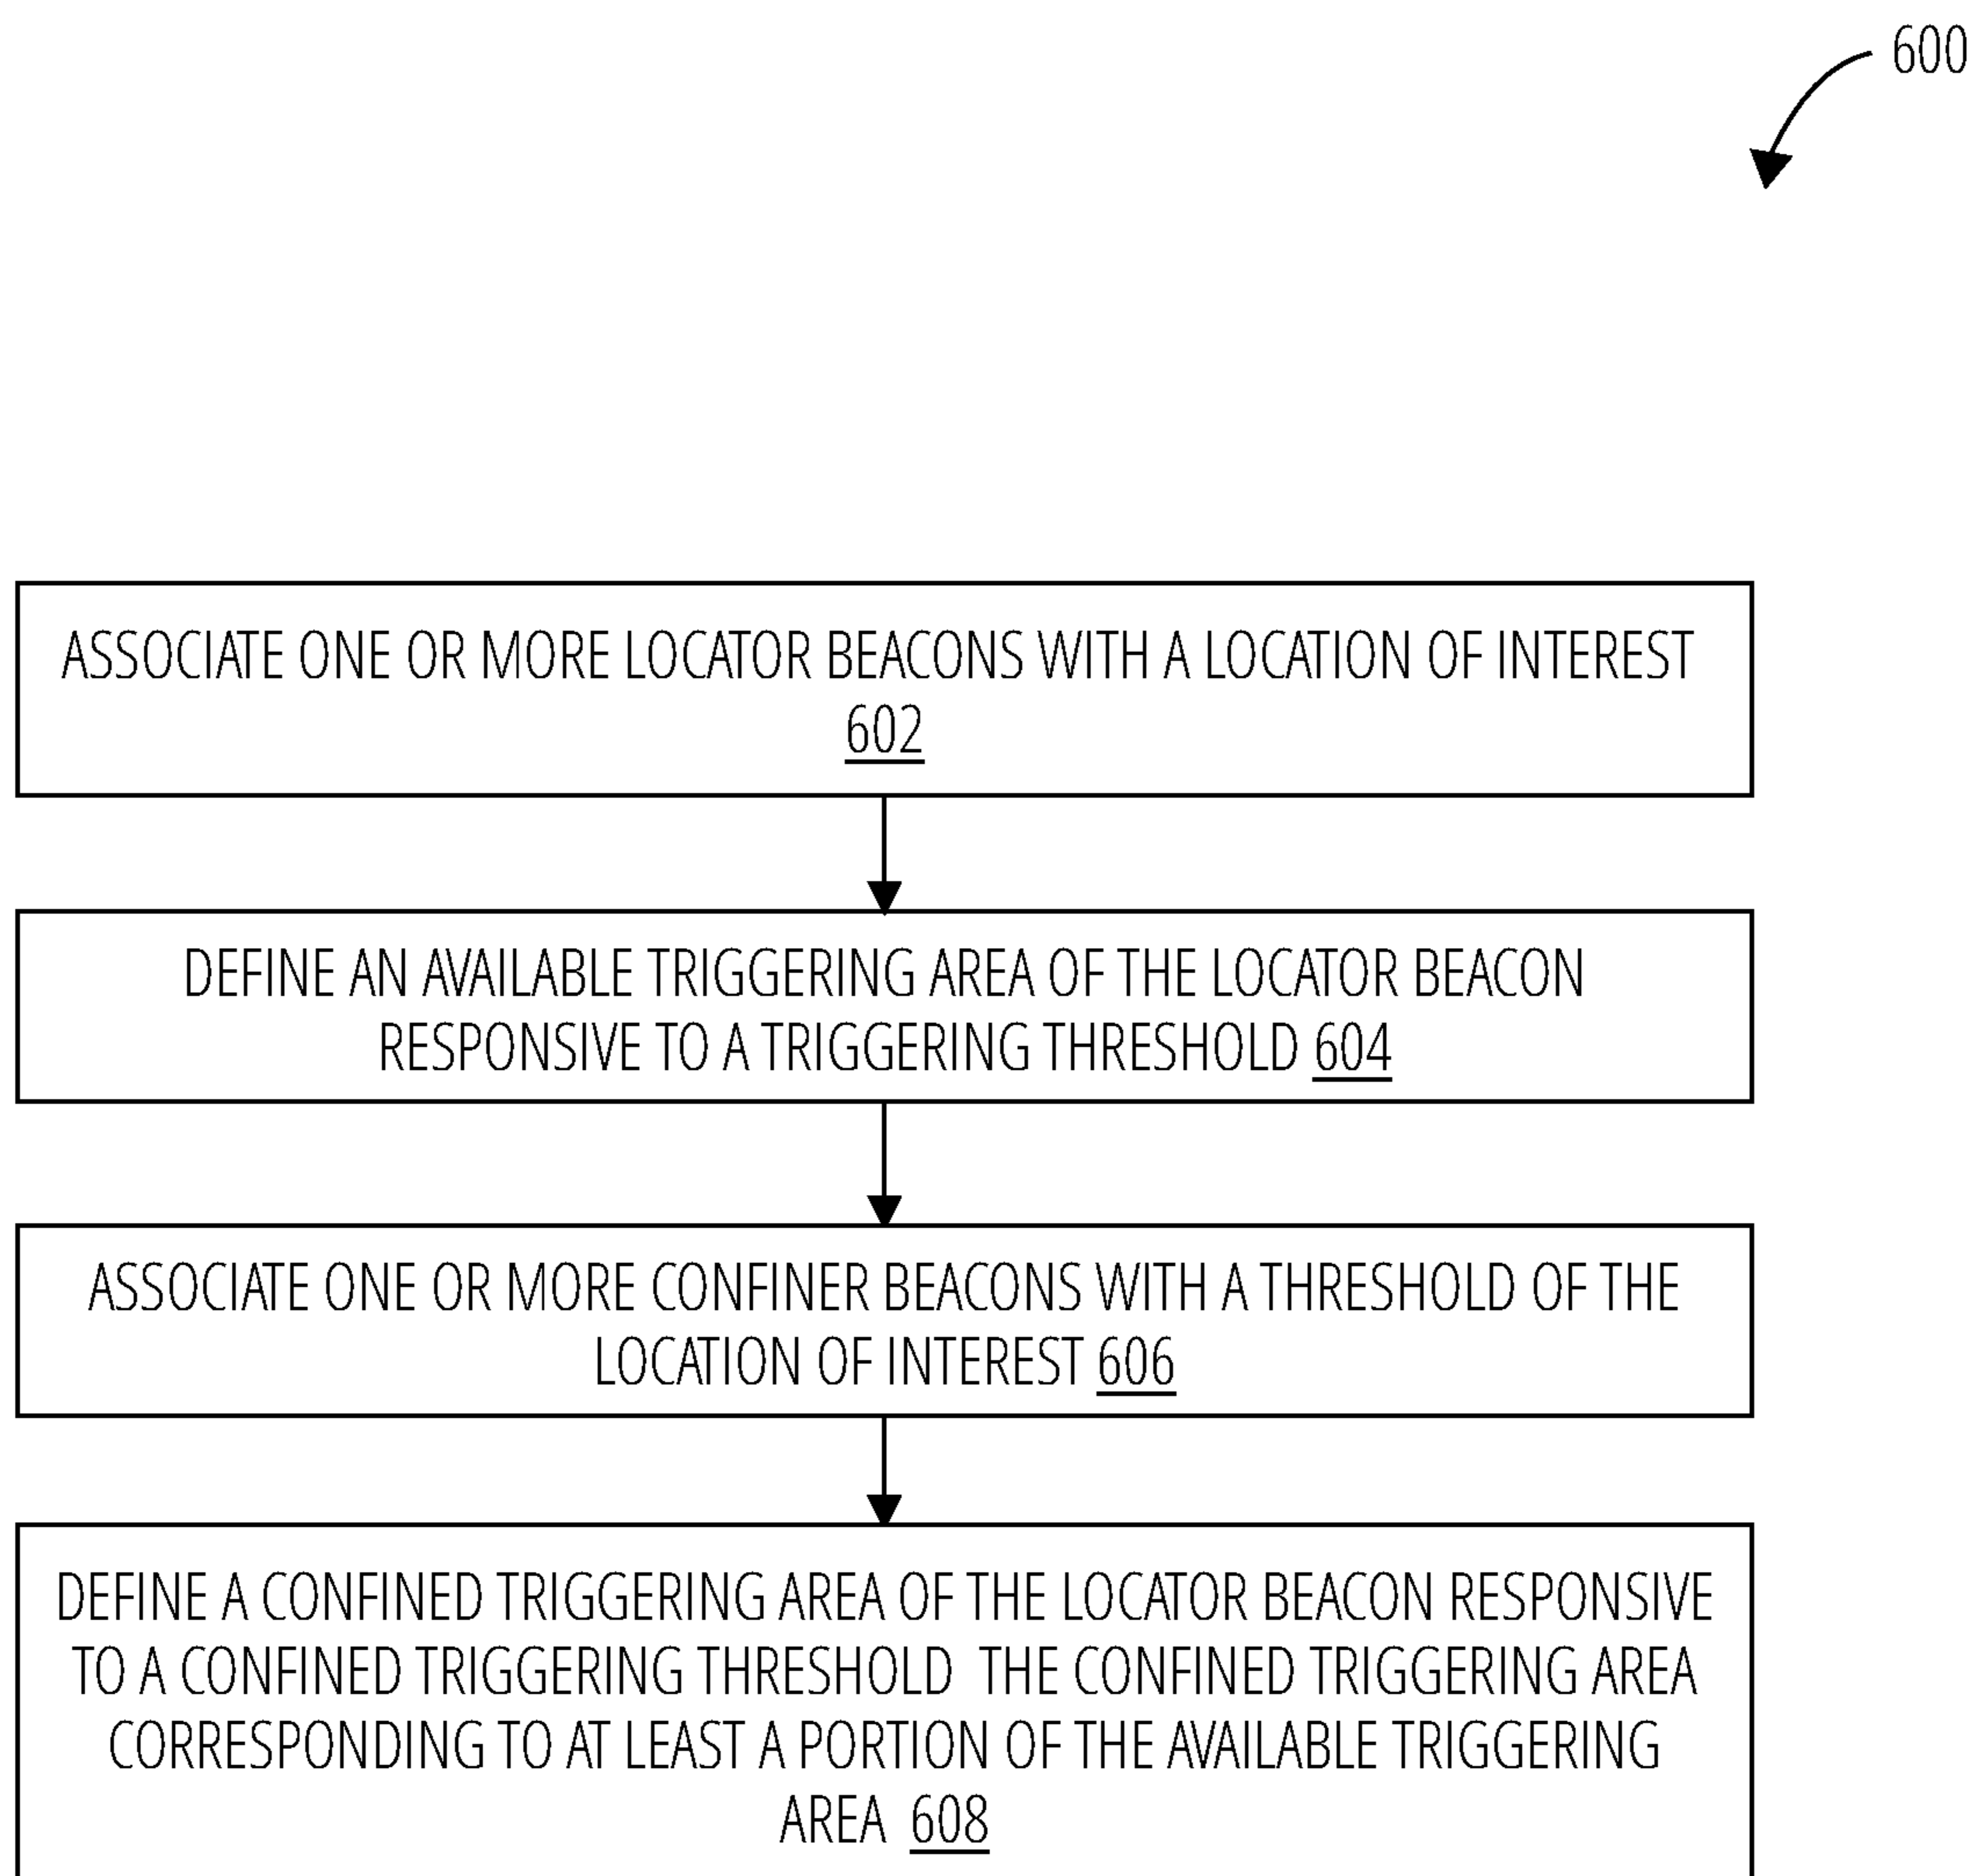 600
ASSOCIATE ONE OR MORE LOCATOR BEACONS WITH A LOCATION OF INTEREST
602
DEFINE AN AVAILABLE TRIGGERING AREA OF THE LOCATOR BEACON
RESPONSIVE TO A TRIGGERING THRESHOLD 604
ASSOCIATE ONE OR MORE CONFINER BEACONS WITH A THRESHOLD OF THE
LOCATION OF INTEREST 606
DEFINE A CONFINED TRIGGERING AREA OF THE LOCATOR BEACON RESPONSIVE
TO A CONFINED TRIGGERING THRESHOLD THE CONFINED TRIGGERING AREA
CORRESPONDING TO AT LEAST A PORTION OF THE AVAILABLE TRIGGERING
AREA 608